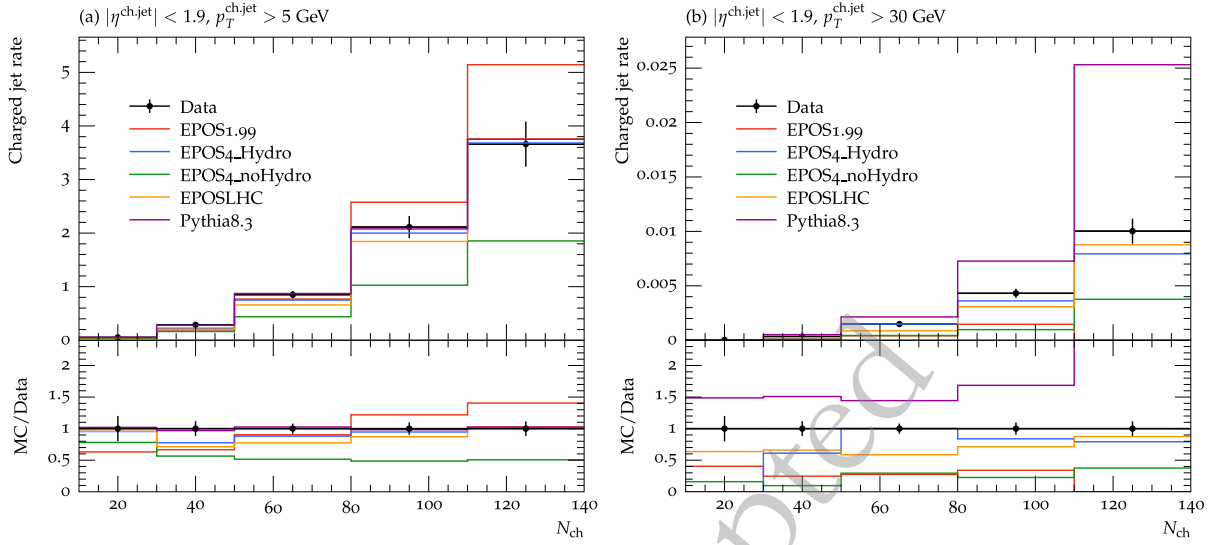 (a) |η^ch.jet| < 1.9, p_T^ch.jet > 5 GeV
Charged jet rate
5
4
3
2
1
0
Data
EPOS1.99
EPOS4_Hydro
EPOS4_noHydro
EPOSLHC
Pythia8.3
MC/Data
2
1.5
1
0.5
0
20 40 60 80 100 120 140
N_ch
(b) |η^ch.jet| < 1.9, p_T^ch.jet > 30 GeV
Charged jet rate
0.025
0.02
0.015
0.01
0.005
0
Data
EPOS1.99
EPOS4_Hydro
EPOS4_noHydro
EPOSLHC
Pythia8.3
MC/Data
2
1.5
1
0.5
0
20 40 60 80 100 120 140
N_ch
pted